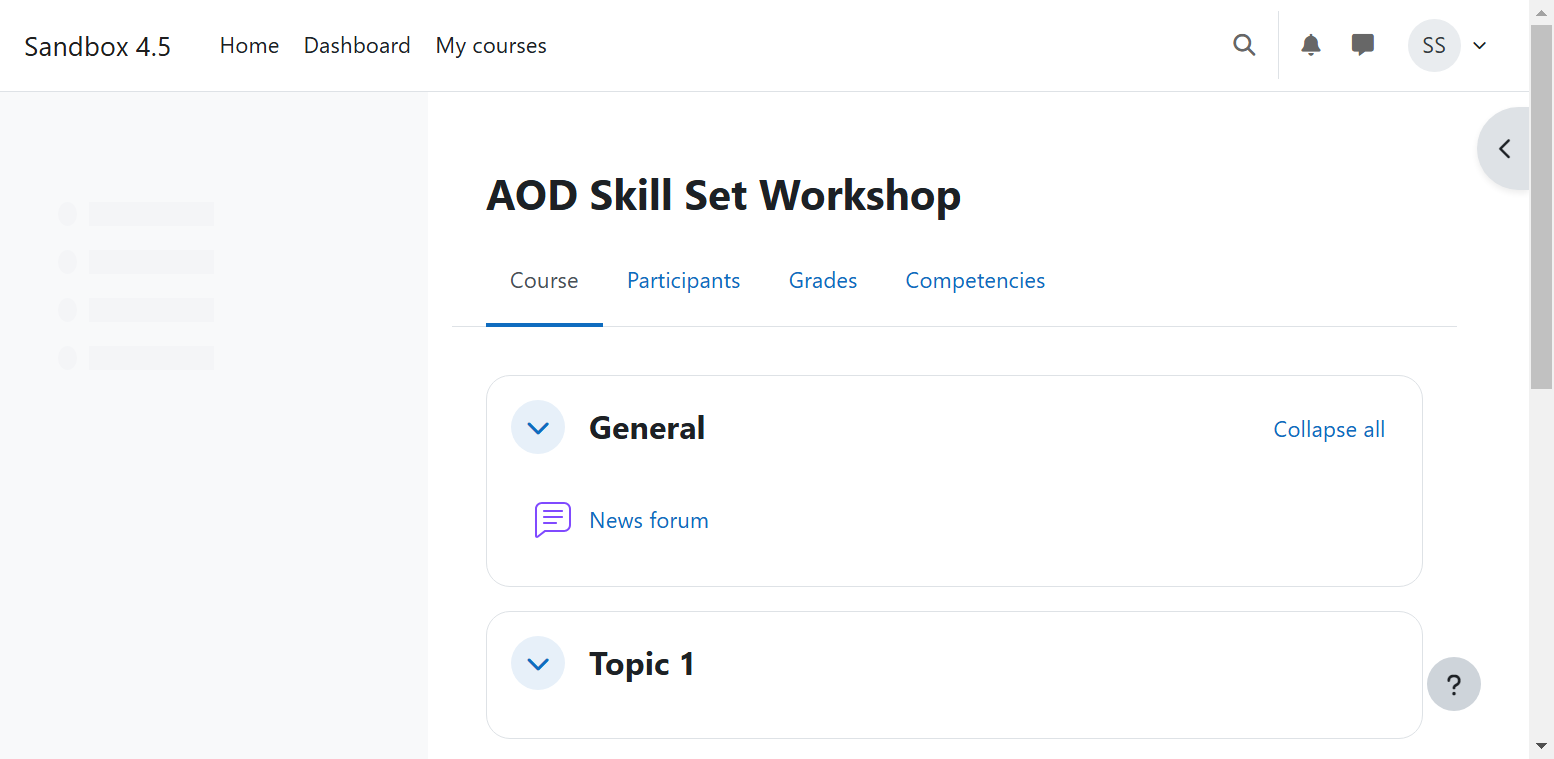 Sandbox 4.5 Home Dashboard My courses SS
AOD Skill Set Workshop
Course Participants Grades Competencies
General Collapse all
News forum
Topic 1
?